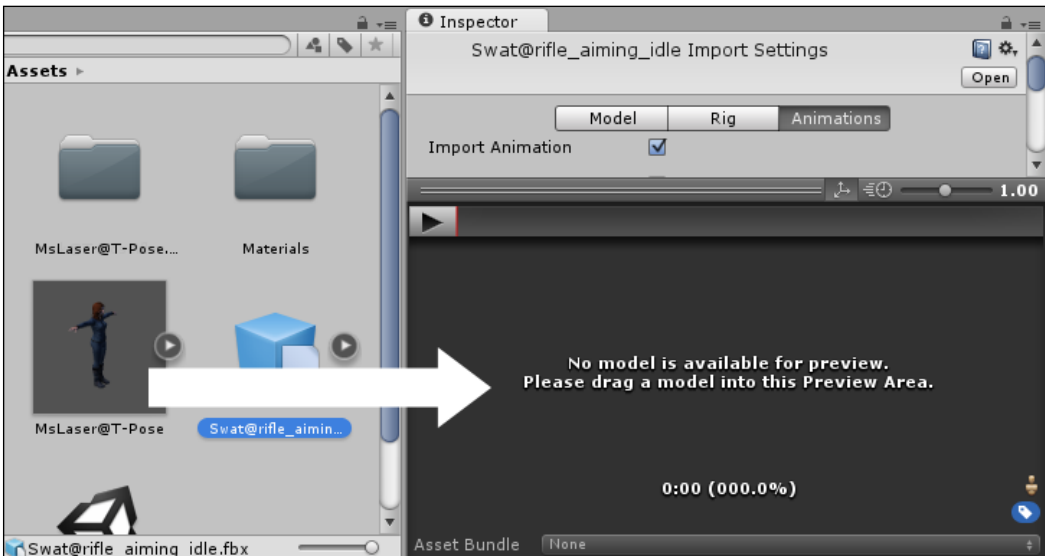 Assets
MsLaser@T-Pose....
Materials
MsLaser@T-Pose
Swat@rifle_aimin...
Swat@rifle_aiming_idle.fbx
Inspector
Swat@rifle_aiming_idle Import Settings
Open
Model Rig Animations
Import Animation
1.00
No model is available for preview.
Please drag a model into this Preview Area.
0:00 (000.0%)
Asset Bundle None